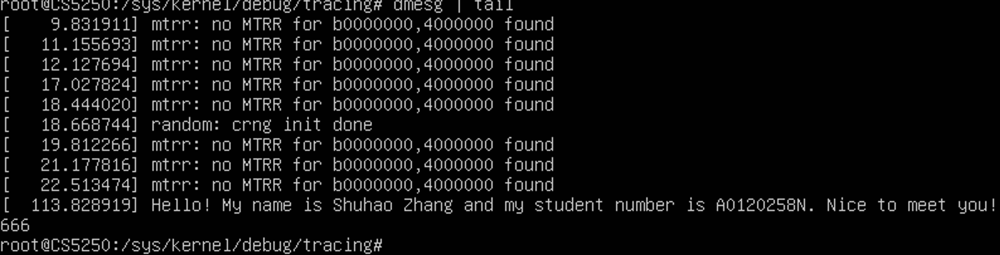 root@CS5250:/sys/kernel/debug/tracing# dmesg | tail
[    9.831911] mtrr: no MTRR for b0000000,4000000 found
[   11.155693] mtrr: no MTRR for b0000000,4000000 found
[   12.127694] mtrr: no MTRR for b0000000,4000000 found
[   17.027824] mtrr: no MTRR for b0000000,4000000 found
[   18.444020] mtrr: no MTRR for b0000000,4000000 found
[   18.668744] random: crng init done
[   19.812266] mtrr: no MTRR for b0000000,4000000 found
[   21.177816] mtrr: no MTRR for b0000000,4000000 found
[   22.513474] mtrr: no MTRR for b0000000,4000000 found
[  113.828919] Hello! My name is Shuhao Zhang and my student number is A0120258N. Nice to meet you!
666
root@CS5250:/sys/kernel/debug/tracing#